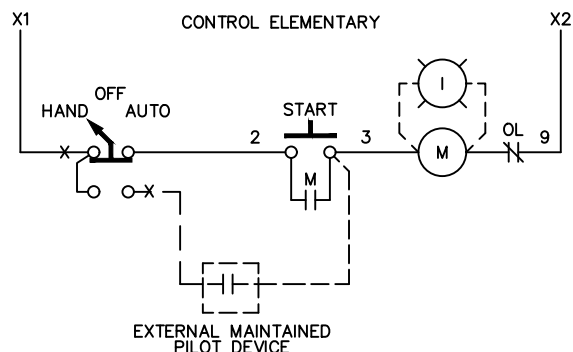 X1
CONTROL ELEMENTARY
X2
OFF
HAND
AUTO
START
I
X
2
3
M
OL
9
M
X
EXTERNAL MAINTAINED
PILOT DEVICE